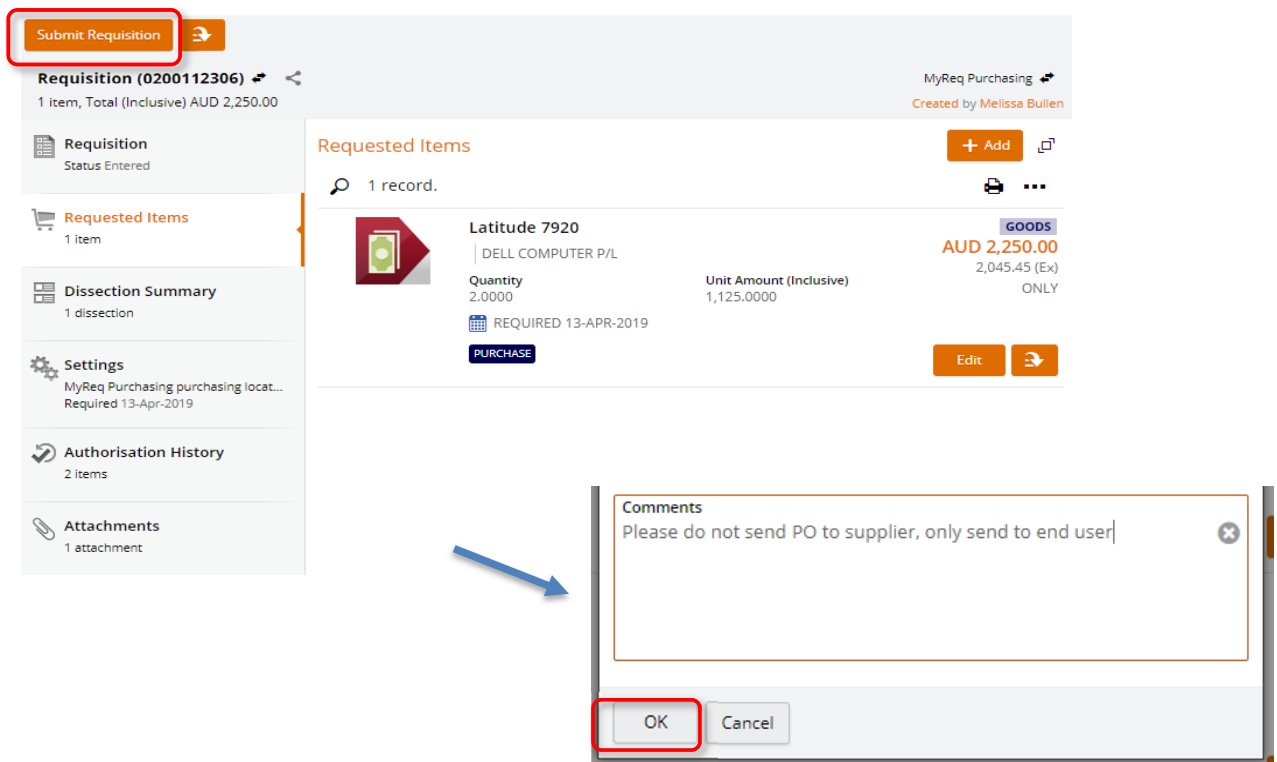 Submit Requisition
Requisition (0200112306)
1 item, Total (Inclusive) AUD 2,250.00
MyReq Purchasing
Created by Melissa Bullen
Requisition
Status Entered
Requested Items
1 item
Dissection Summary
1 dissection
Settings
MyReq Purchasing purchasing locat...
Required 13-Apr-2019
Authorisation History
2 items
Attachments
1 attachment
Requested Items
+ Add
1 record.
Latitude 7920
DELL COMPUTER P/L
Quantity
2.0000
Unit Amount (Inclusive)
1,125.0000
REQUIRED 13-APR-2019
PURCHASE
GOODS
AUD 2,250.00
2,045.45 (Ex)
ONLY
Edit
Comments
Please do not send PO to supplier, only send to end user
OK
Cancel